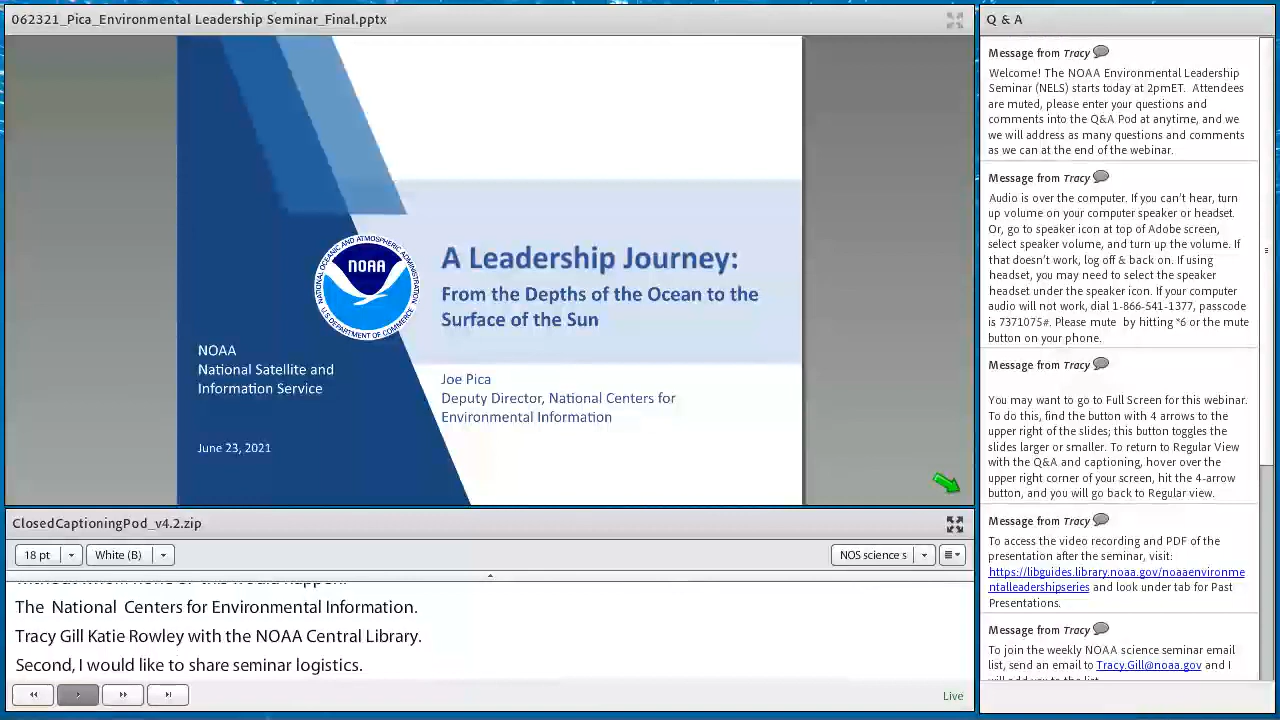 062321_Pica_Environmental Leadership Seminar_Final.pptx
NATIONAL OCEANIC AND ATMOSPHERIC ADMINISTRATION
NOAA
U.S. DEPARTMENT OF COMMERCE
A Leadership Journey:
From the Depths of the Ocean to the
Surface of the Sun
NOAA
National Satellite and
Information Service
June 23, 2021
Joe Pica
Deputy Director, National Centers for
Environmental Information
ClosedCaptioningPod_v4.2.zip
18 pt
White (B)
NOS science s
without whom none of this would happen.
The National Centers for Environmental Information.
Tracy Gill Katie Rowley with the NOAA Central Library.
Second, I would like to share seminar logistics.
Live
Q & A
Message from Tracy
Welcome! The NOAA Environmental Leadership
Seminar (NELS) starts today at 2pmET. Attendees
are muted, please enter your questions and
comments into the Q&A Pod at anytime, and we
we will address as many questions and comments
as we can at the end of the webinar.
Message from Tracy
Audio is over the computer. If you can't hear, turn
up volume on your computer speaker or headset.
Or, go to speaker icon at top of Adobe screen,
select speaker volume, and turn up the volume. If
that doesn't work, log off & back on. If using
headset, you may need to select the speaker
headset under the speaker icon. If your computer
audio will not work, dial 1-866-541-1377, passcode
is 7371075#. Please mute by hitting *6 or the mute
button on your phone.
Message from Tracy
You may want to go to Full Screen for this webinar.
To do this, find the button with 4 arrows to the
upper right of the slides; this button toggles the
slides larger or smaller. To return to Regular View
with the Q&A and captioning, hover over the
upper right corner of your screen, hit the 4-arrow
button, and you will go back to Regular view.
Message from Tracy
To access the video recording and PDF of the
presentation after the seminar, visit:
https://libguides.library.noaa.gov/noaaenvironme
ntalleadershipseries and look under tab for Past
Presentations.
Message from Tracy
To join the weekly NOAA science seminar email
list, send an email to Tracy.Gill@noaa.gov and I
will add you to the list.